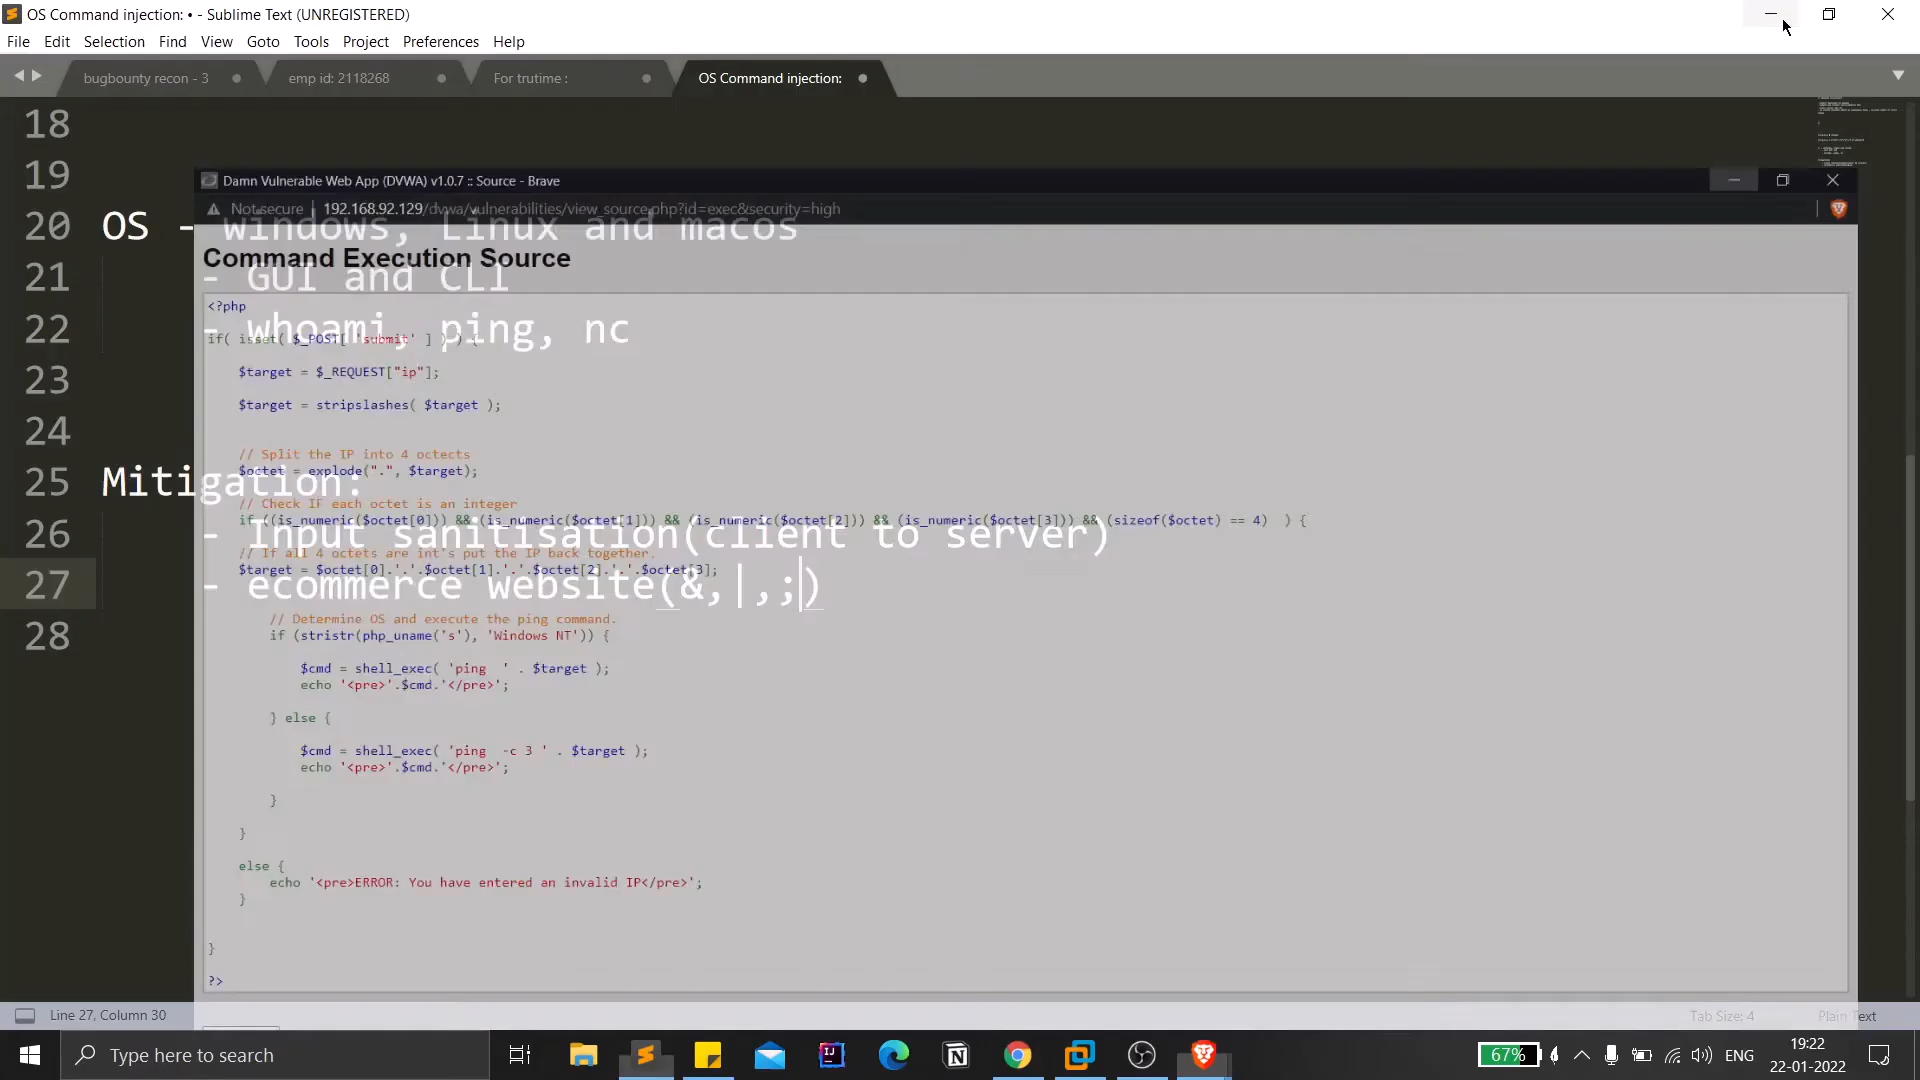 OS Command injection: • - Sublime Text (UNREGISTERED)
File Edit Selection Find View Goto Tools Project Preferences Help
bugbounty recon - 3
emp id: 2118268
For trutime :
OS Command injection:
18
19
20 OS - windows, Linux and macos
21 - GUI and CLI
22 - whoami, ping, nc
23
24
25 Mitigation:
26 - Input sanitisation(client to server)
27 - ecommerce website(&,|,;)
28
Damn Vulnerable Web App (DVWA) v1.0.7 :: Source - Brave
Not secure | 192.168.92.129/dvwa/vulnerabilities/view_source.php?id=exec&security=high
Command Execution Source
<?php
if( isset( $_POST[ 'submit' ] ) ) {
$target = $_REQUEST["ip"];
$target = stripslashes( $target );
// Split the IP into 4 octects
$octet = explode(".", $target);
// Check IF each octet is an integer
if ((is_numeric($octet[0])) && (is_numeric($octet[1])) && (is_numeric($octet[2])) && (is_numeric($octet[3])) && (sizeof($octet) == 4) ) {
// If all 4 octets are int's put the IP back together.
$target = $octet[0].'.'.$octet[1].'.'.$octet[2].'.'.$octet[3];
// Determine OS and execute the ping command.
if (stristr(php_uname('s'), 'Windows NT')) {
$cmd = shell_exec( 'ping ' . $target );
echo '<pre>'.$cmd.'</pre>';
} else {
$cmd = shell_exec( 'ping -c 3 ' . $target );
echo '<pre>'.$cmd.'</pre>';
}
}
else {
echo '<pre>ERROR: You have entered an invalid IP</pre>';
}
}
?>
Line 27, Column 30
Tab Size: 4
Plain Text
Type here to search
67%
ENG
19:22
22-01-2022